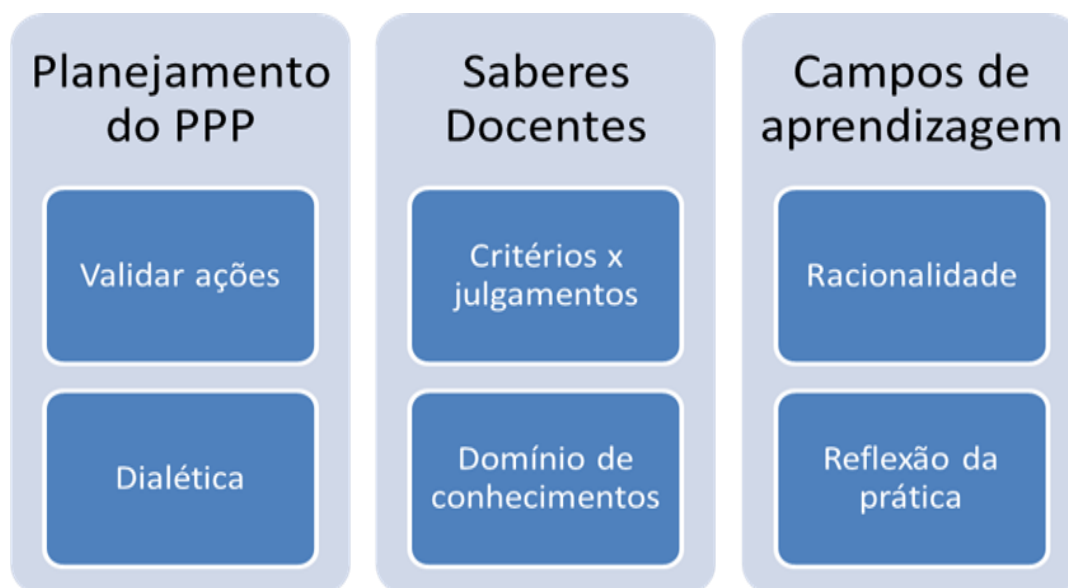 Planejamento
do PPP
Validar ações
Dialética
Saberes
Docentes
Critérios x
julgamentos
Domínio de
conhecimentos
Campos de
aprendizagem
Racionalidade
Reflexão da
prática